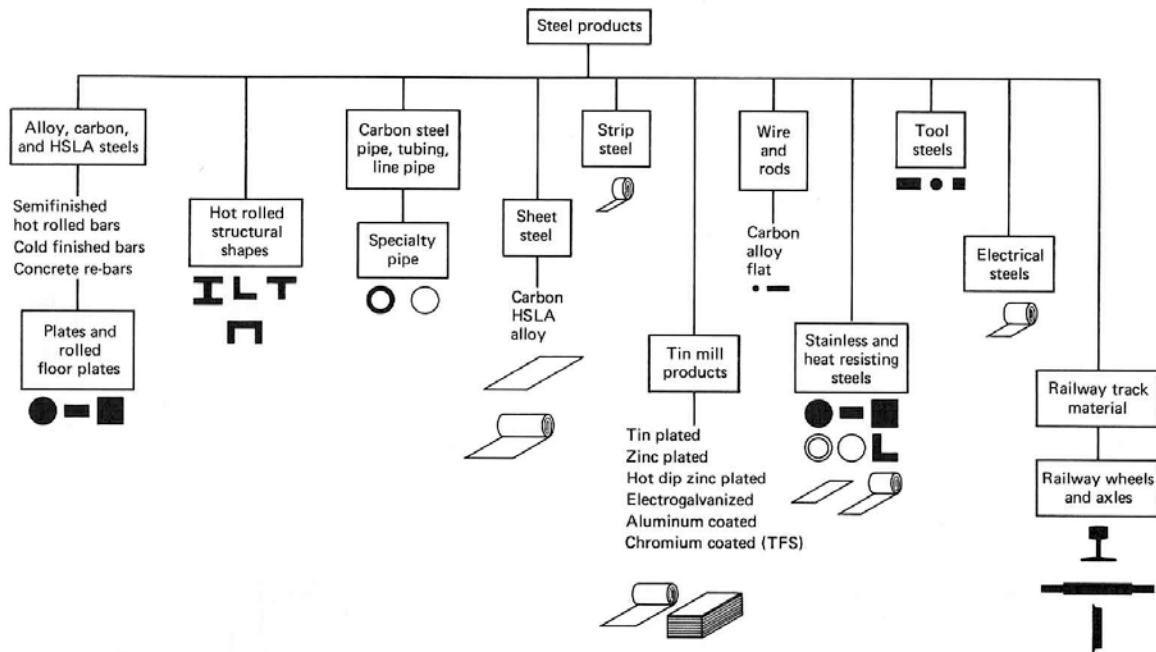 Steel products
Alloy, carbon,
and HSLA steels
Semifinished
hot rolled bars
Cold finished bars
Concrete re-bars
Plates and
rolled
floor plates
Hot rolled
structural
shapes
Carbon steel
pipe, tubing,
line pipe
Specialty
pipe
Sheet
steel
Carbon
HSLA
alloy
Strip
steel
Tin mill
products
Tin plated
Zinc plated
Hot dip zinc plated
Electrogalvanized
Aluminum coated
Chromium coated (TFS)
Wire
and
rods
Carbon
alloy
flat
Stainless and
heat resisting
steels
Tool
steels
Electrical
steels
Railway track
material
Railway wheels
and axles